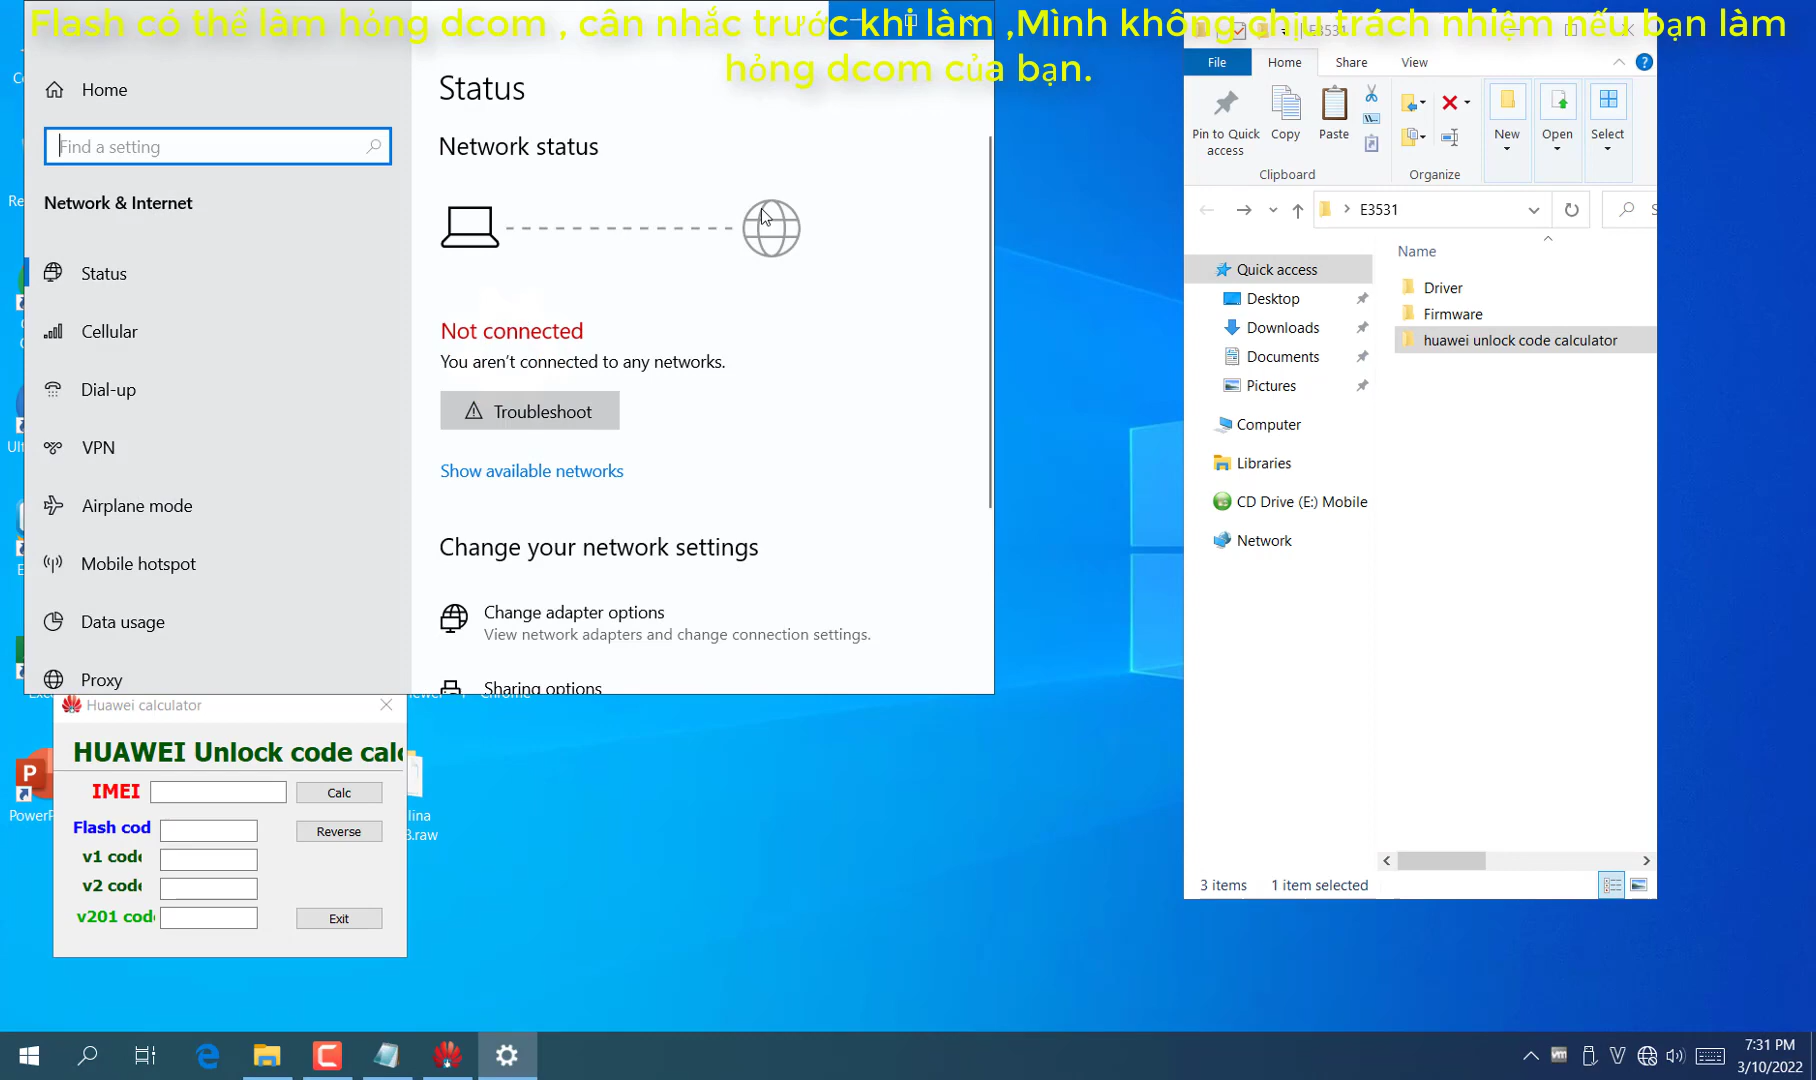 Flash có thể làm hỏng dcom , cân nhắc trước khi làm ,Mình không chịu trách nhiệm nếu bạn làm
hỏng dcom của bạn.
Home
Find a setting
Network & Internet
Status
Cellular
Dial-up
VPN
Airplane mode
Mobile hotspot
Data usage
Proxy
Status
Network status
Not connected
You aren't connected to any networks.
Troubleshoot
Show available networks
Change your network settings
Change adapter options
View network adapters and change connection settings.
Sharing options
E3531
File
Home
Share
View
Pin to Quick
access
Copy
Paste
New
Open
Select
Clipboard
Organize
E3531
Name
Quick access
Desktop
Downloads
Documents
Pictures
Computer
Libraries
CD Drive (E:) Mobile
Network
Driver
Firmware
huawei unlock code calculator
3 items
1 item selected
Huawei calculator
HUAWEI Unlock code calc
IMEI
Calc
Flash cod
Reverse
v1 code
v2 code
v201 cod
Exit
PowerP
lina
3.raw
7:31 PM
3/10/2022